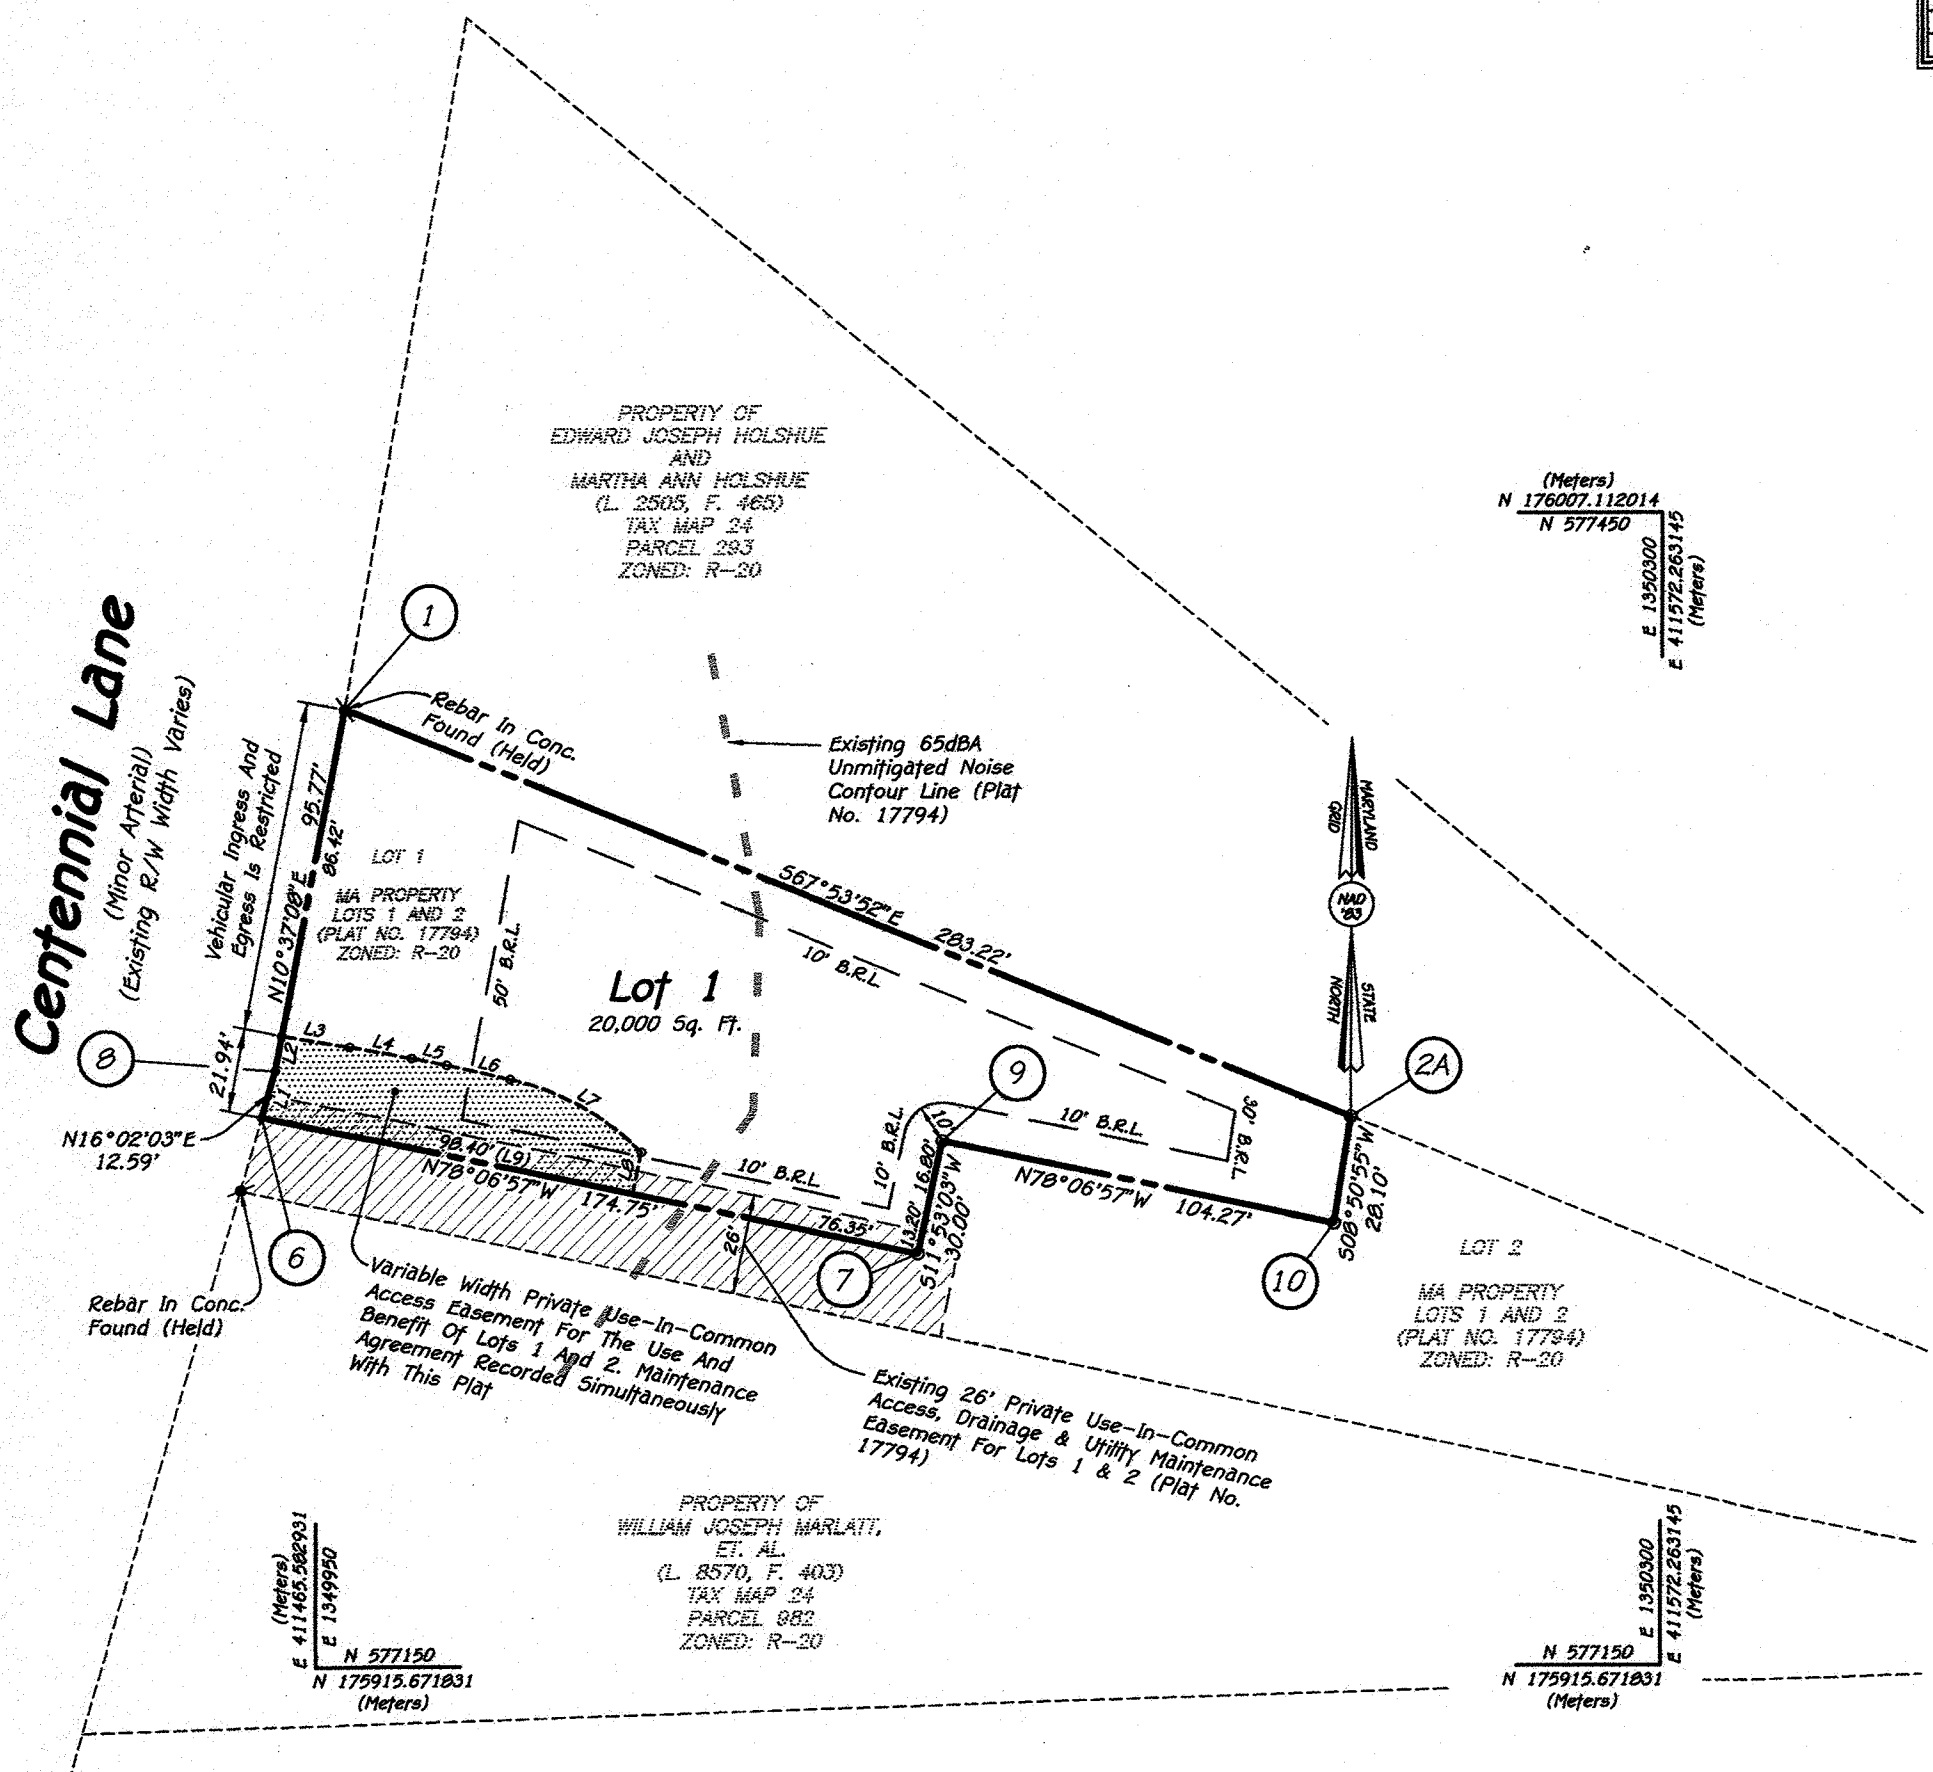 PROPERTY OF
EDWARD JOSEPH HOLSHUE
AND
MARTHA ANN HOLSHUE
(L. 2505, F. 465)
TAX MAP 24
PARCEL 293
ZONED: R-20
(Meters)
N 176007.112014
N 577450
E 1350300
E 411572.263145
(Meters)
1
Rebar In Conc.
Found (Held)
Existing 65dBA
Unmitigated Noise
Contour Line (Plat
No. 17794)
Centennial Lane
(Minor Arterial)
(Existing R/W Width Varies)
Vehicular Ingress And
Egress Is Restricted
95.77'
86.42'
N10°37'08"E
LOT 1
MA PROPERTY
LOTS 1 AND 2
(PLAT NO. 17794)
ZONED: R-20
50' B.R.L.
S67°53'52"E
283.22'
10' B.R.L.
Lot 1
20,000 Sq. Ft.
MARYLAND
GRID
NAD
'83
STATE
NORTH
8
21.94'
L1
L2
L3
L4
L5
L6
L7
L8
9
2A
N16°02'03"E
12.59'
98.40' (L9)
N78°06'57"W
174.75'
10' B.R.L.
10' B.R.L.
10'
10' B.R.L.
30' B.R.L.
N78°06'57"W
104.27'
S08°50'55"W
28.10'
76.35'
26'
13.20'
16.80'
S11°53'03"W
30.00'
6
7
10
Rebar In Conc.
Found (Held)
Variable Width Private Use-In-Common
Access Easement For The Use And
Benefit Of Lots 1 And 2. Maintenance
Agreement Recorded Simultaneously
With This Plat
Existing 26' Private Use-In-Common
Access, Drainage & Utility Maintenance
Easement For Lots 1 & 2 (Plat No.
17794)
LOT 2
MA PROPERTY
LOTS 1 AND 2
(PLAT NO. 17794)
ZONED: R-20
PROPERTY OF
WILLIAM JOSEPH MARLATT,
ET. AL.
(L. 8570, F. 403)
TAX MAP 24
PARCEL 982
ZONED: R-20
(Meters)
E 411465.582931
E 1349950
N 577150
N 175915.671831
(Meters)
E 1350300
E 411572.263145
(Meters)
N 577150
N 175915.671831
(Meters)